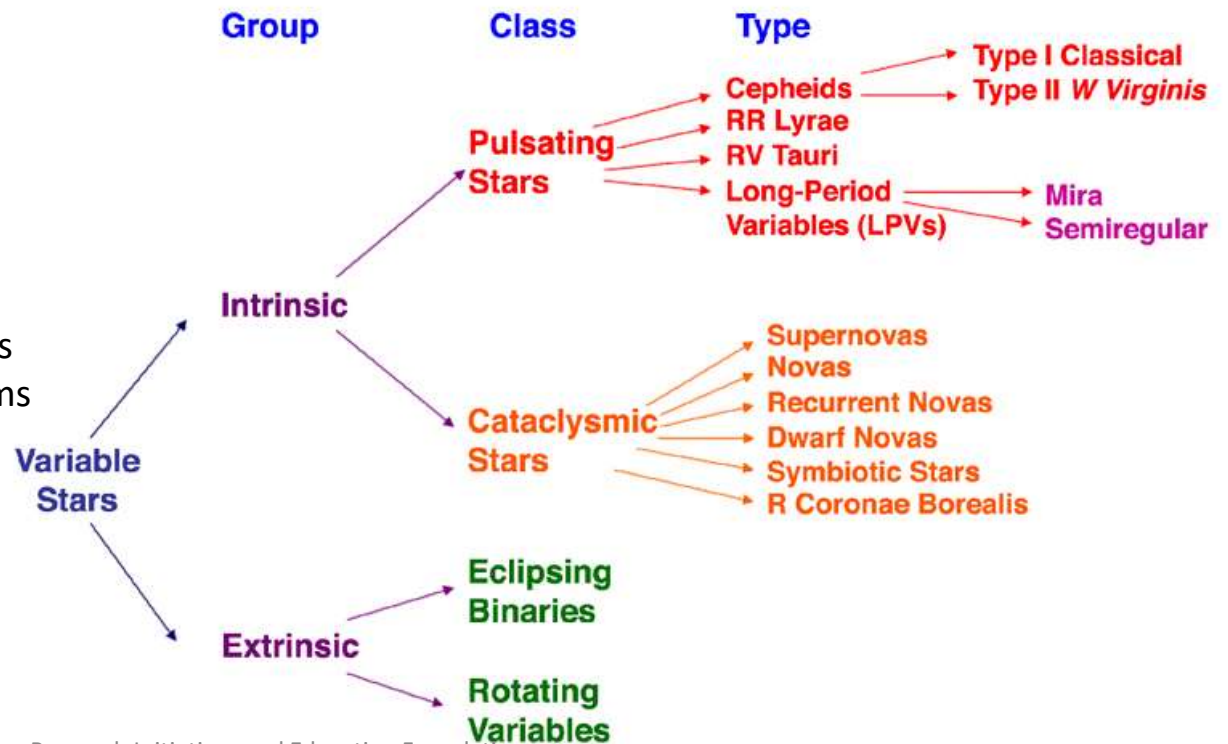 Group Class Type
Type I Classical
Cepheids
Type II W Virginis
RR Lyrae
Pulsating
Stars
RV Tauri
Long-Period
Variables (LPVs)
Mira
Semiregular
Intrinsic
Supernovas
Novas
Recurrent Novas
Cataclysmic
Stars
Dwarf Novas
Symbiotic Stars
R Coronae Borealis
Variable
Stars
Eclipsing
Binaries
Extrinsic
Rotating
Variables